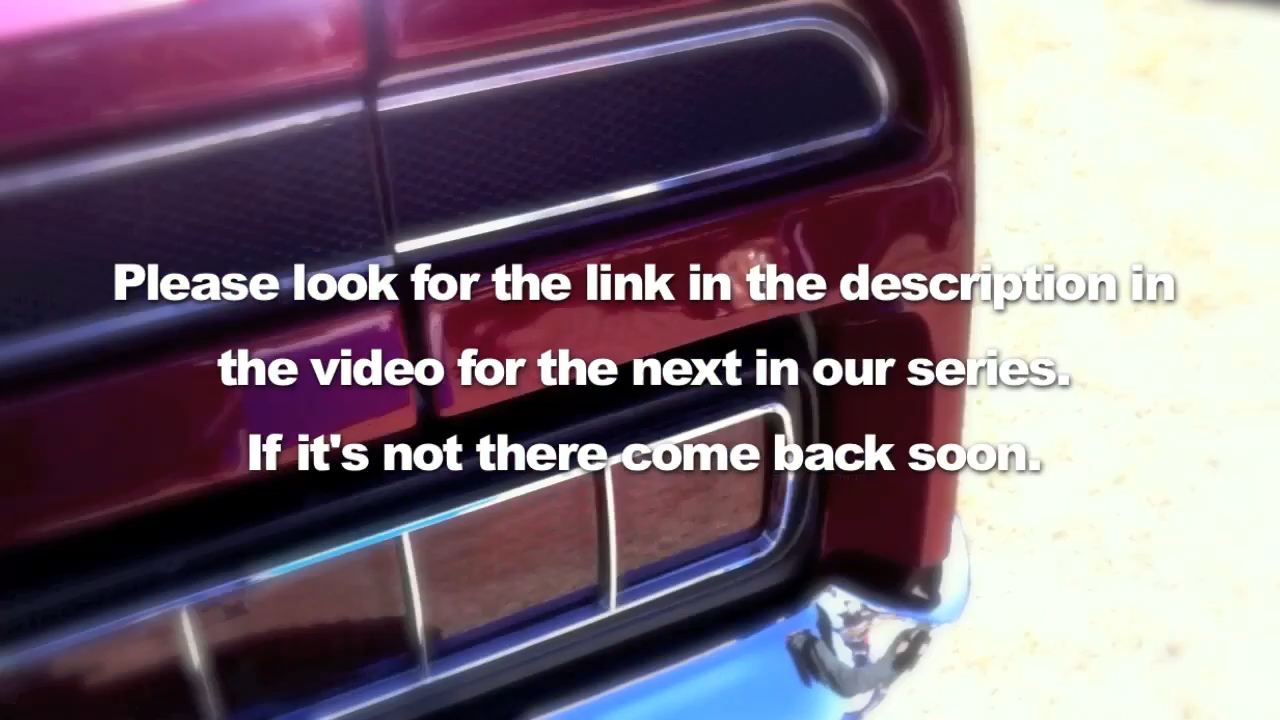 Please look for the link in the description in
the video for the next in our series.
If it's not there come back soon.